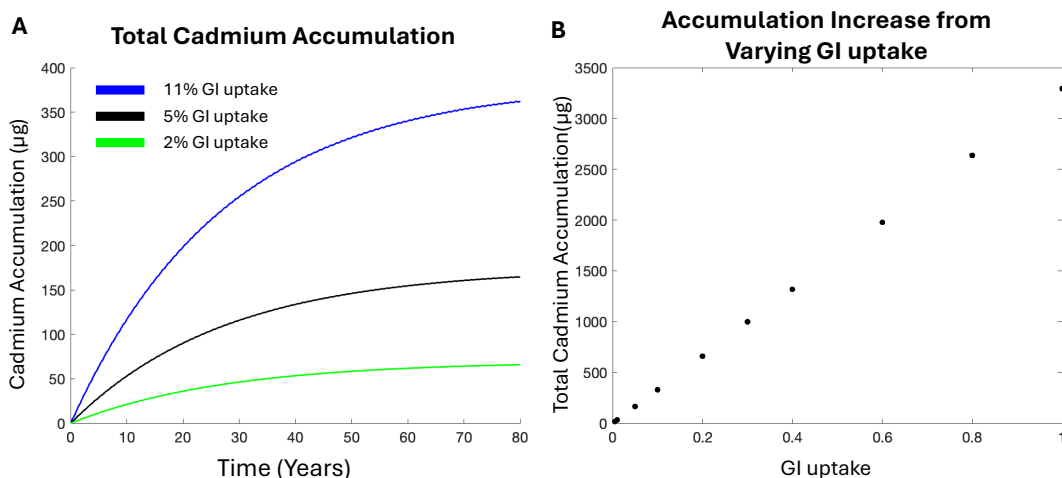 A
Total Cadmium Accumulation
400
350
300
250
200
150
100
50
0
Cadmium Accumulation (µg)
11% GI uptake
5% GI uptake
2% GI uptake
0 10 20 30 40 50 60 70 80
Time (Years)
B
Accumulation Increase from
Varying GI uptake
3500
3000
2500
2000
1500
1000
500
0
Total Cadmium Accumulation(µg)
0 0.2 0.4 0.6 0.8 1
GI uptake